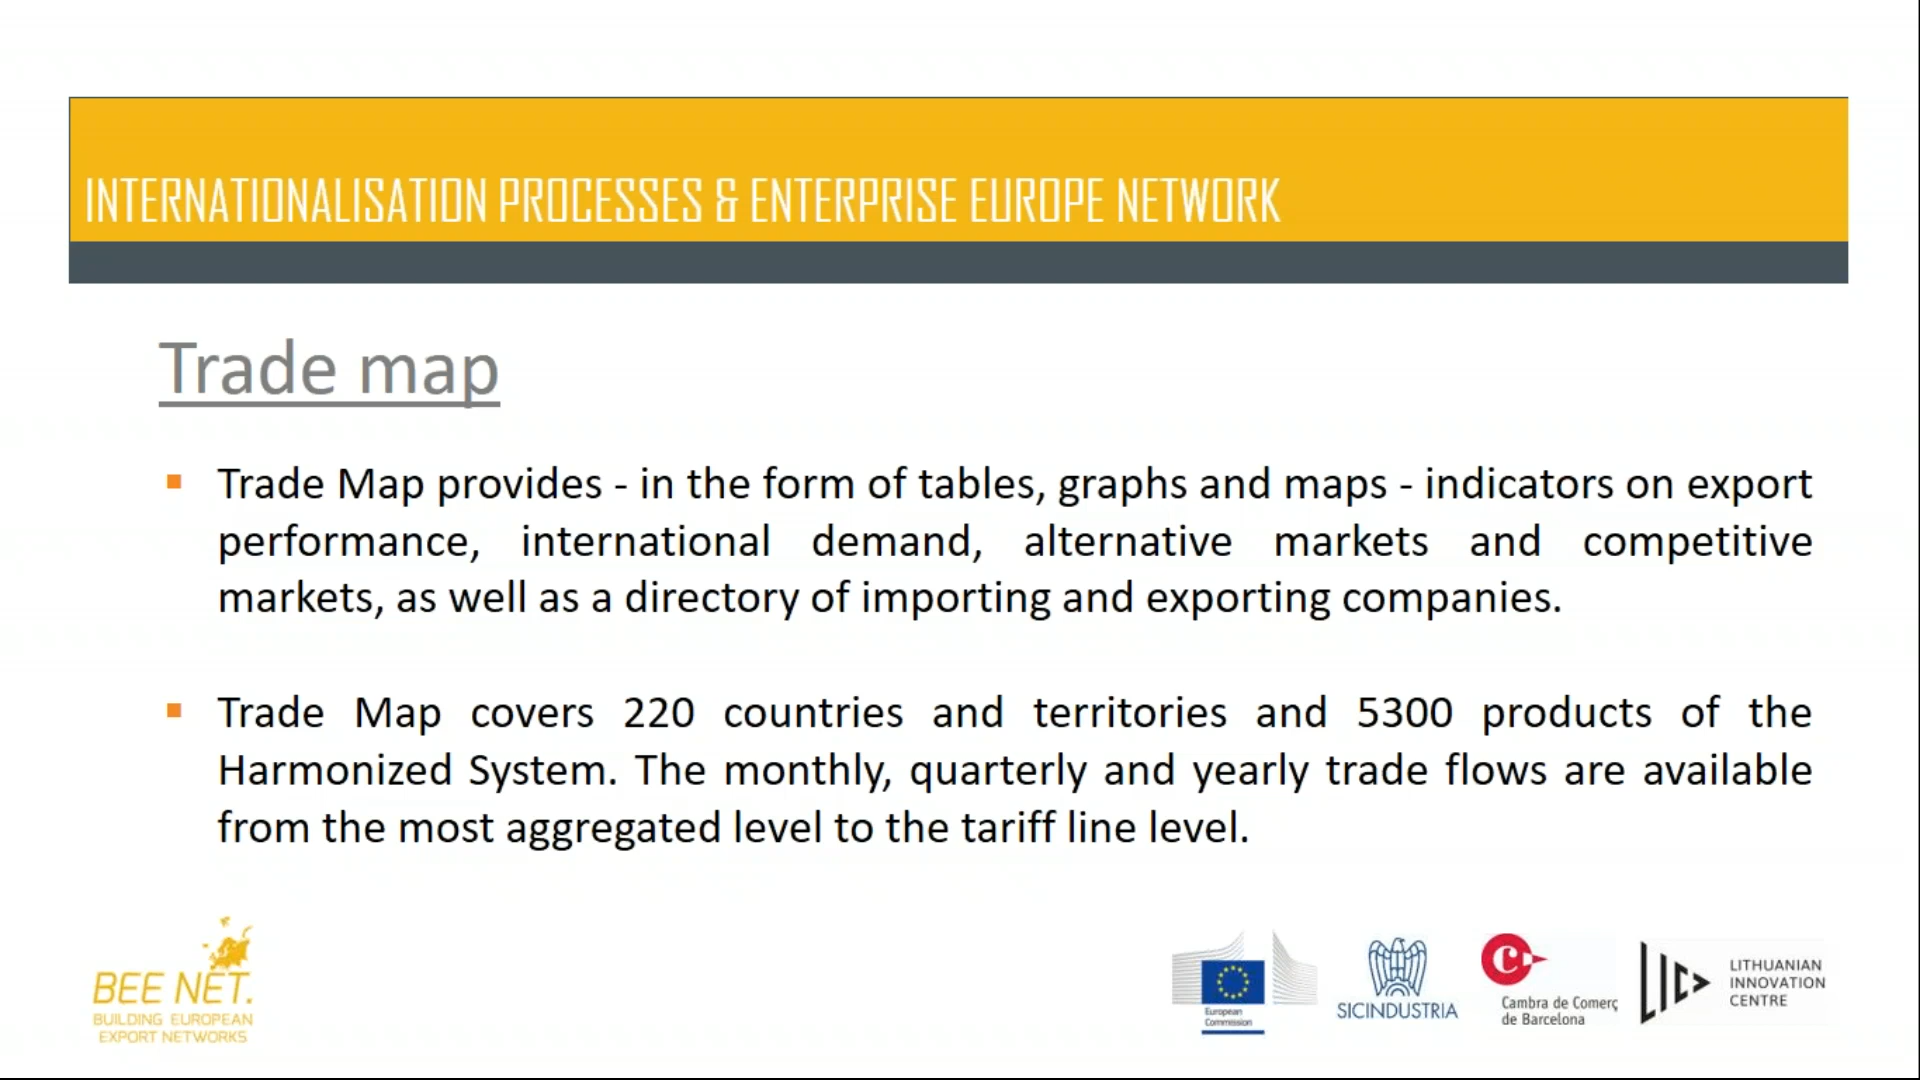 INTERNATIONALISATION PROCESSES & ENTERPRISE EUROPE NETWORK
Trade map
Trade Map provides - in the form of tables, graphs and maps - indicators on export
performance, international demand, alternative markets and competitive
markets, as well as a directory of importing and exporting companies.
Trade Map covers 220 countries and territories and 5300 products of the
Harmonized System. The monthly, quarterly and yearly trade flows are available
from the most aggregated level to the tariff line level.
BEE NET.
BUILDING EUROPEAN
EXPORT NETWORKS
European
Commission
SICINDUSTRIA
C
Cambra de Comerç
de Barcelona
LIC
LITHUANIAN
INNOVATION
CENTRE